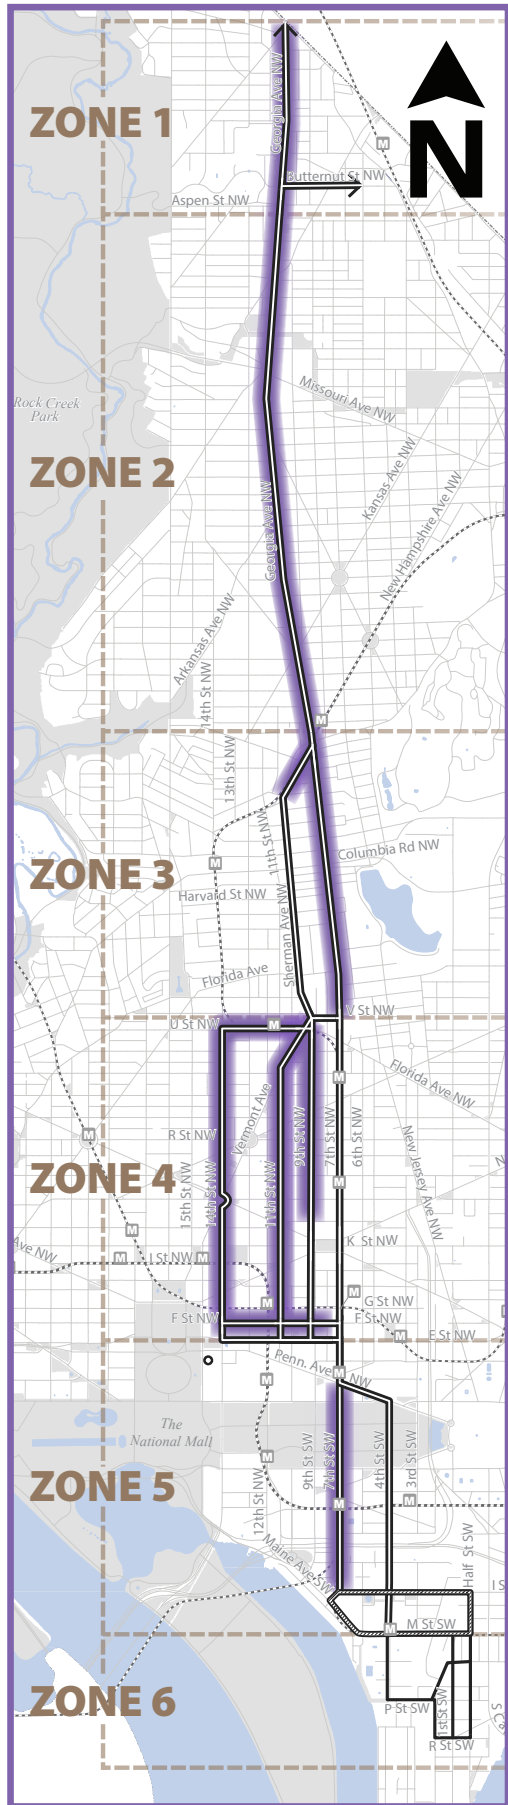 N
ZONE 1
Georgia Ave NW
M
Butternut St NW
Aspen St NW
Missouri Ave NW
Rock Creek
Park
ZONE 2
Kansas Ave NW
New Hampshire Ave NW
Georgia Ave NW
Arkansas Ave NW
14th St NW
M
13th St NW
11th St NW
Columbia Rd NW
M
ZONE 3
Harvard St NW
Sherman Ave NW
Florida Ave
V St NW
U St NW
M
Florida Ave NW
M
Vermont Ave
R St NW
M
9th St NW
7th St NW
6th St NW
New Jersey Ave NW
N
ZONE 4
15th St NW
14th St NW
11th St NW
M
M
Ave NW
K St NW
M
I St NW
M
M
M
G St NW
F St NW
F St NW
M
E St NW
Penn. Ave
NW
M
M
The
National Mall
M
9th St SW
7th St SW
4th St SW
3rd St SW
ZONE 5
12th St NW
M
M
Maine Ave SW
Half St SW
I S
M St SW
M
ZONE 6
P St SW
1st St SW
S Ca
R St SW